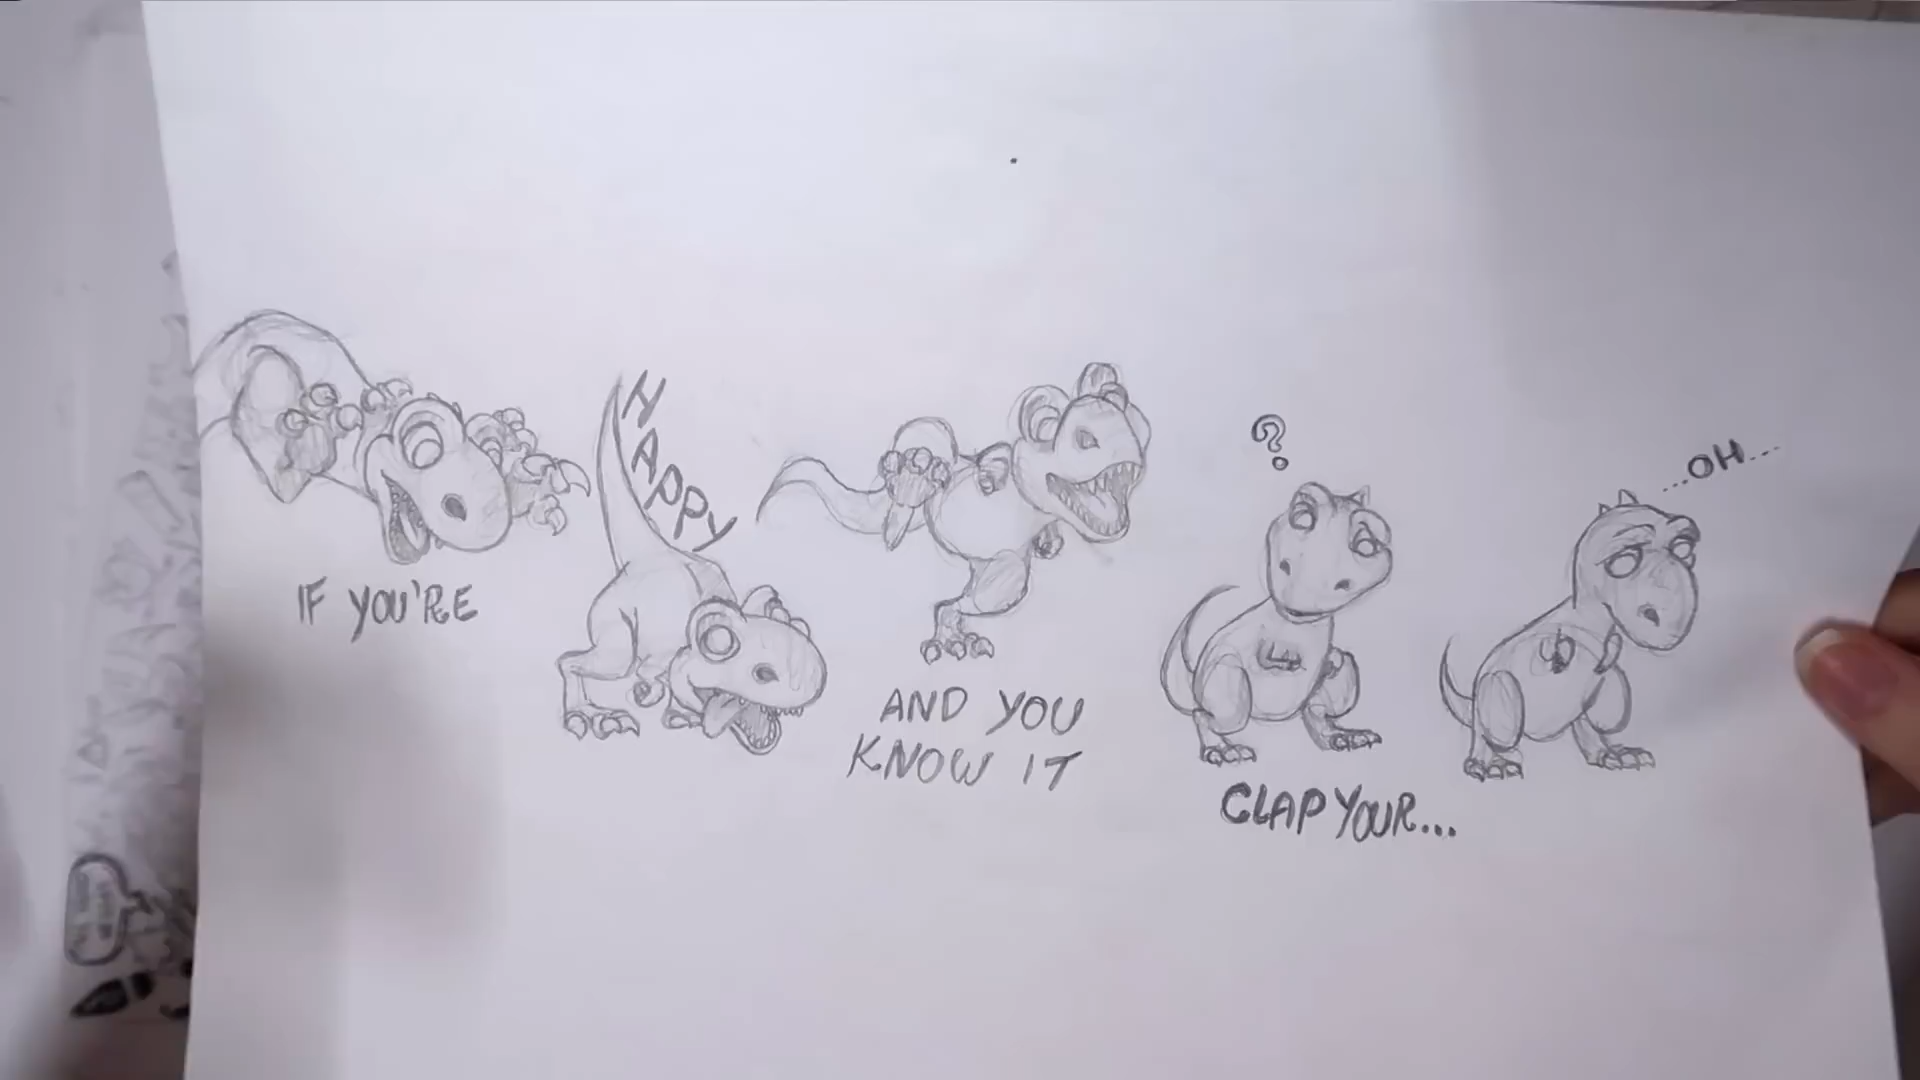 IF YOU'RE
HAPPY
AND YOU
KNOW IT
?
CLAP YOUR...
...OH...